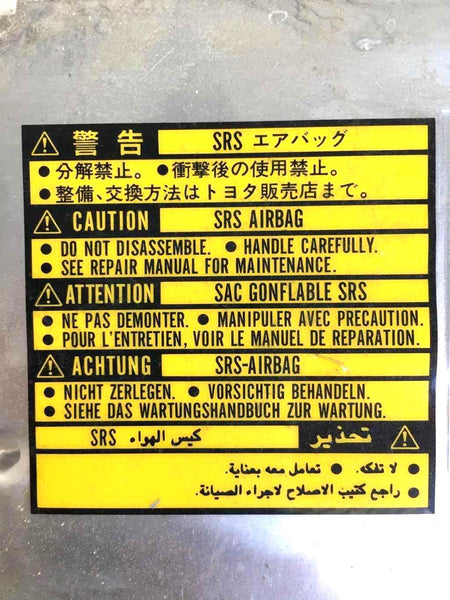 警告 SRS エアバッグ
● 分解禁止。 ● 衝撃後の使用禁止。
● 整備、交換方法はトヨタ販売店まで。
CAUTION SRS AIRBAG
● DO NOT DISASSEMBLE. ● HANDLE CAREFULLY.
● SEE REPAIR MANUAL FOR MAINTENANCE.
ATTENTION SAC GONFLABLE SRS
● NE PAS DEMONTER. ● MANIPULER AVEC PRECAUTION.
● POUR L'ENTRETIEN, VOIR LE MANUEL DE REPARATION.
ACHTUNG SRS-AIRBAG
● NICHT ZERLEGEN. ● VORSICHTIG BEHANDELN.
● SIEHE DAS WARTUNGSHANDBUCH ZUR WARTUNG.
تحذير كيس الهواء SRS
● لا تفكه. ● تعامل معه بعناية.
● راجع كتيب الاصلاح لاجراء الصيانة.